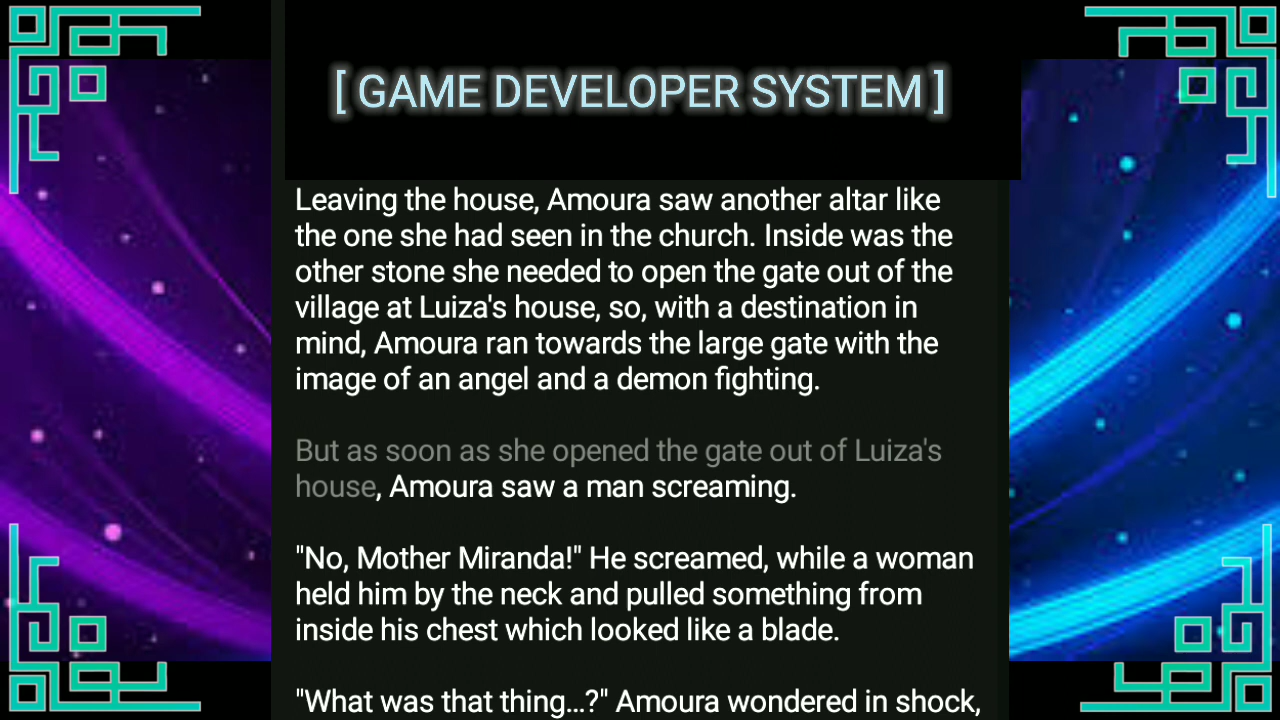 [ GAME DEVELOPER SYSTEM ]
Leaving the house, Amoura saw another altar like
the one she had seen in the church. Inside was the
other stone she needed to open the gate out of the
village at Luiza's house, so, with a destination in
mind, Amoura ran towards the large gate with the
image of an angel and a demon fighting.
But as soon as she opened the gate out of Luiza's
house, Amoura saw a man screaming.
"No, Mother Miranda!" He screamed, while a woman
held him by the neck and pulled something from
inside his chest which looked like a blade.
"What was that thing...?" Amoura wondered in shock,